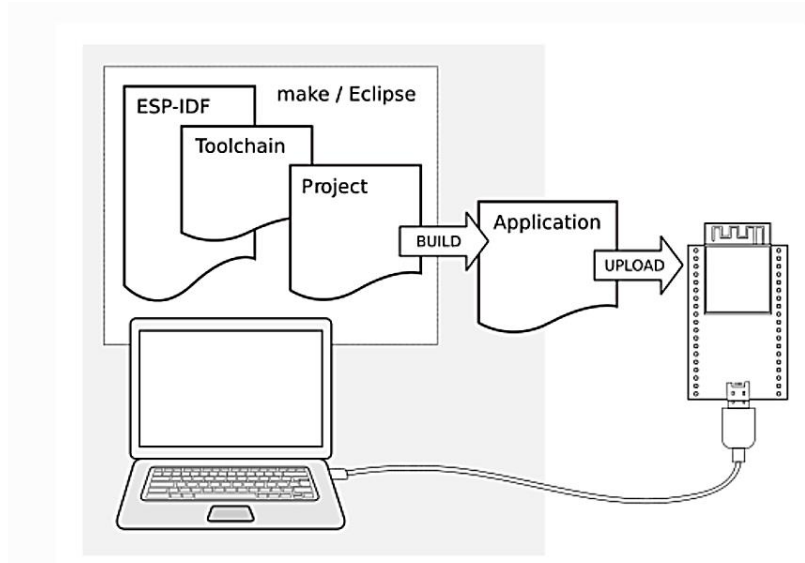 make / Eclipse
ESP-IDF
Toolchain
Project
BUILD
Application
UPLOAD